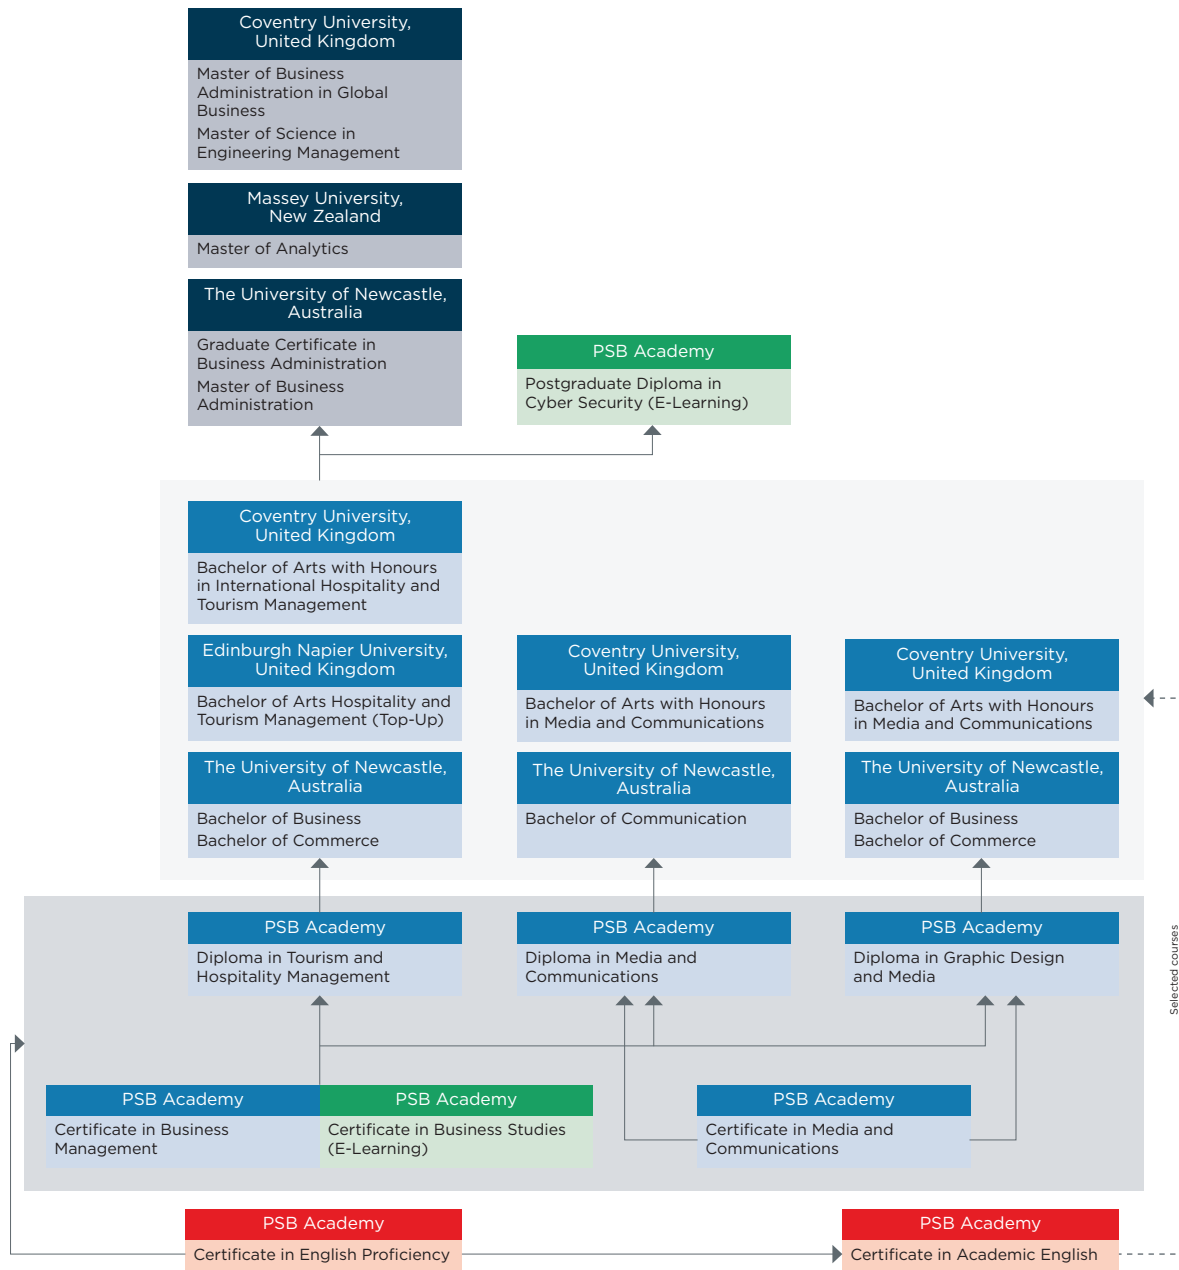 Coventry University,
United Kingdom
Master of Business
Administration in Global
Business
Master of Science in
Engineering Management
Massey University,
New Zealand
Master of Analytics
The University of Newcastle,
Australia
Graduate Certificate in
Business Administration
Master of Business
Administration
PSB Academy
Postgraduate Diploma in
Cyber Security (E-Learning)
Coventry University,
United Kingdom
Bachelor of Arts with Honours
in International Hospitality and
Tourism Management
Edinburgh Napier University,
United Kingdom
Bachelor of Arts Hospitality and
Tourism Management (Top-Up)
The University of Newcastle,
Australia
Bachelor of Business
Bachelor of Commerce
Coventry University,
United Kingdom
Bachelor of Arts with Honours
in Media and Communications
The University of Newcastle,
Australia
Bachelor of Communication
Coventry University,
United Kingdom
Bachelor of Arts with Honours
in Media and Communications
The University of Newcastle,
Australia
Bachelor of Business
Bachelor of Commerce
PSB Academy
Diploma in Tourism and
Hospitality Management
PSB Academy
Diploma in Media and
Communications
PSB Academy
Diploma in Graphic Design
and Media
Selected courses
PSB Academy
Certificate in Business
Management
PSB Academy
Certificate in Business Studies
(E-Learning)
PSB Academy
Certificate in Media and
Communications
PSB Academy
Certificate in English Proficiency
PSB Academy
Certificate in Academic English